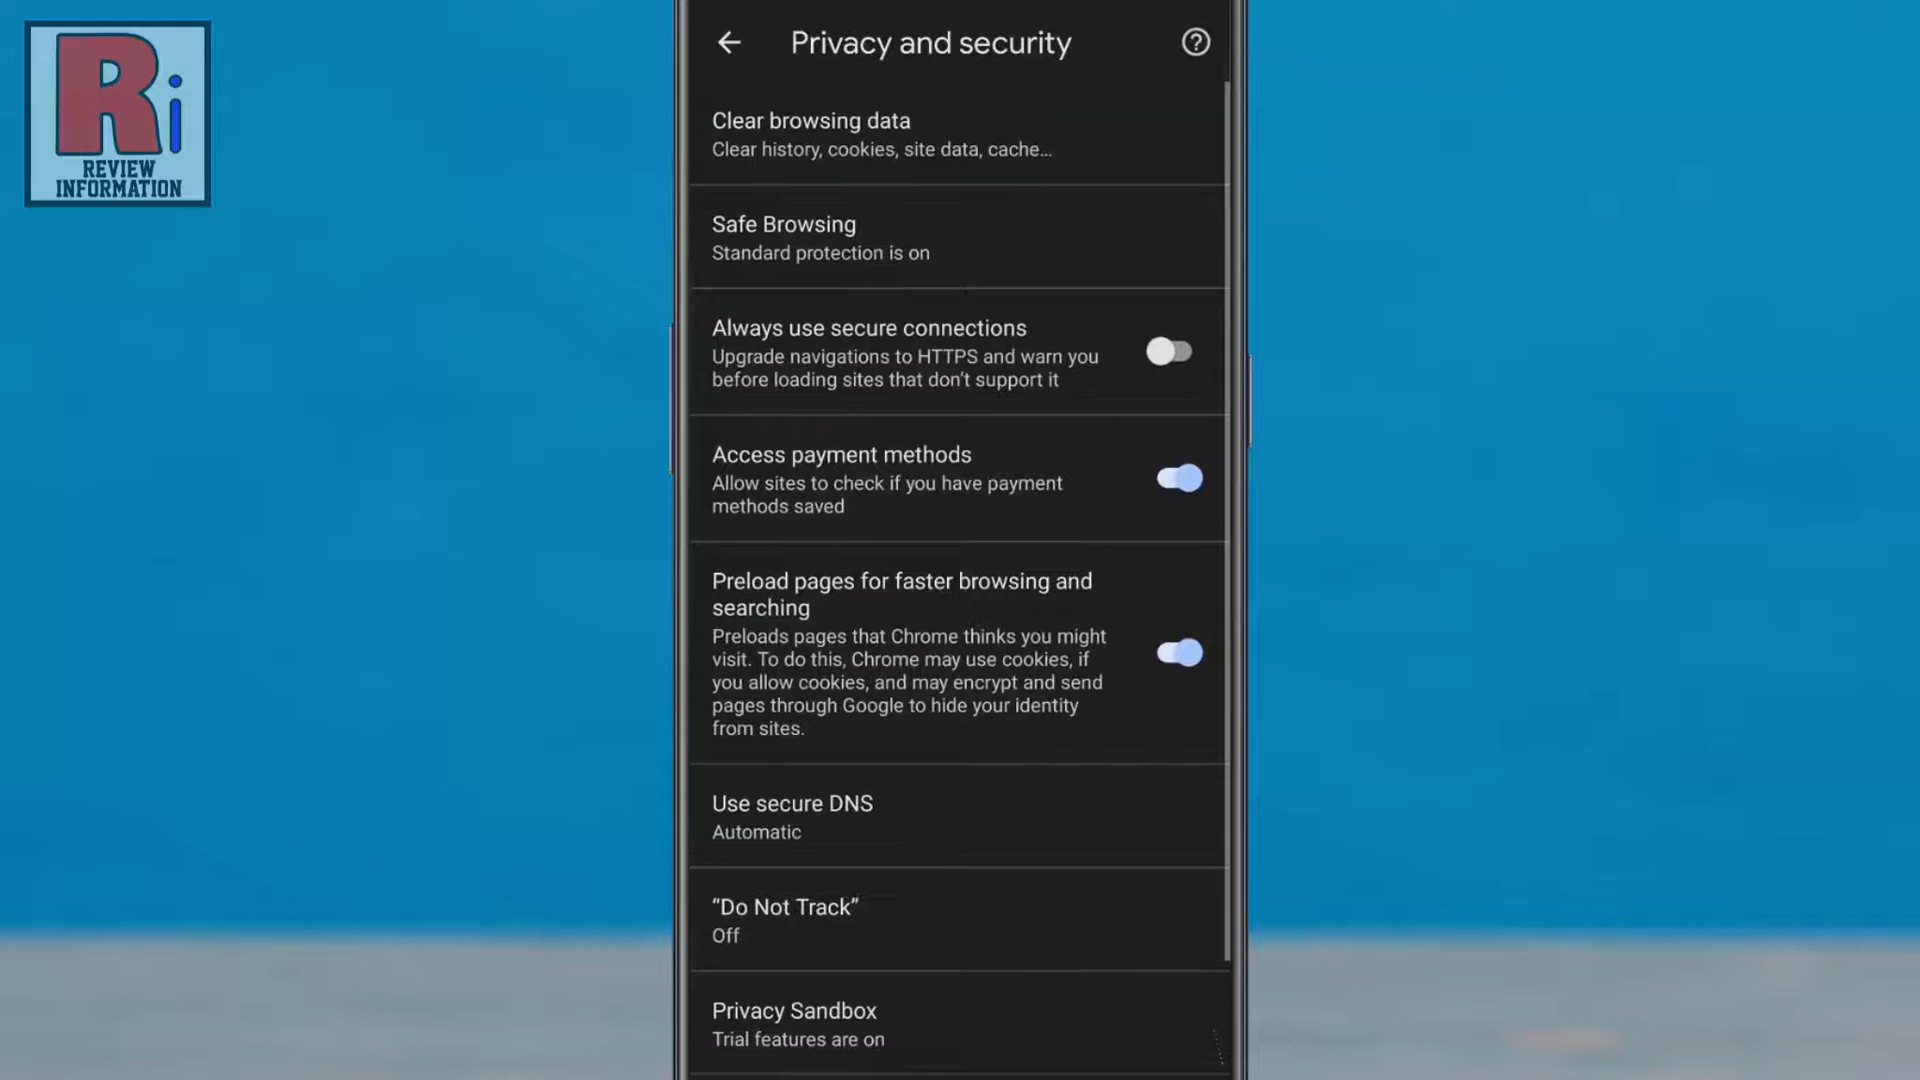 Ri
REVIEW
INFORMATION
Privacy and security
Clear browsing data
Clear history, cookies, site data, cache...
Safe Browsing
Standard protection is on
Always use secure connections
Upgrade navigations to HTTPS and warn you
before loading sites that don't support it
Access payment methods
Allow sites to check if you have payment
methods saved
Preload pages for faster browsing and
searching
Preloads pages that Chrome thinks you might
visit. To do this, Chrome may use cookies, if
you allow cookies, and may encrypt and send
pages through Google to hide your identity
from sites.
Use secure DNS
Automatic
“Do Not Track”
Off
Privacy Sandbox
Trial features are on